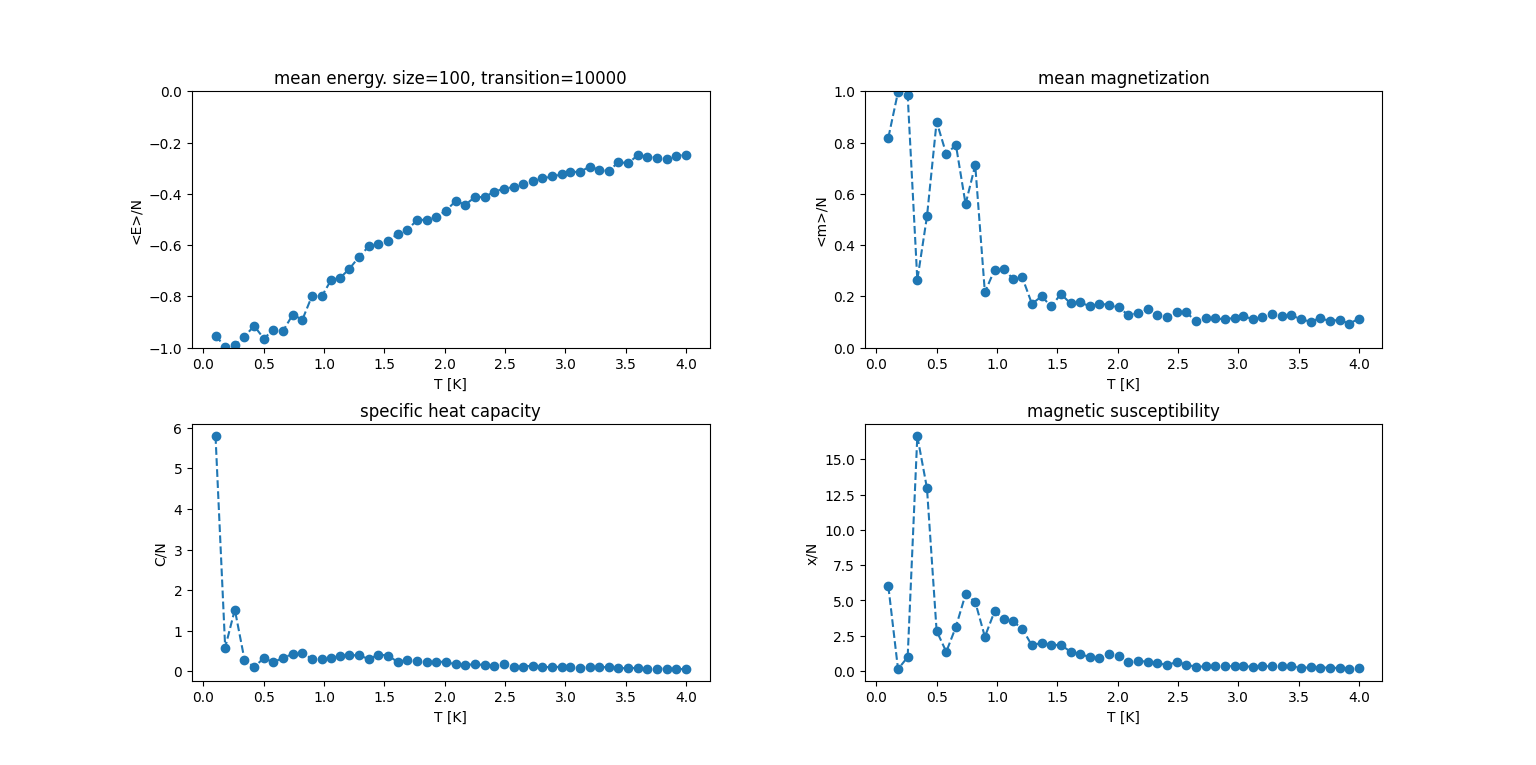 mean energy. size=100, transition=10000
<E>/N
0.0
−0.2
−0.4
−0.6
−0.8
−1.0
0.0 0.5 1.0 1.5 2.0 2.5 3.0 3.5 4.0
T [K]
mean magnetization
<m>/N
1.0
0.8
0.6
0.4
0.2
0.0
0.0 0.5 1.0 1.5 2.0 2.5 3.0 3.5 4.0
T [K]
specific heat capacity
C/N
6
5
4
3
2
1
0
0.0 0.5 1.0 1.5 2.0 2.5 3.0 3.5 4.0
T [K]
magnetic susceptibility
x/N
15.0
12.5
10.0
7.5
5.0
2.5
0.0
0.0 0.5 1.0 1.5 2.0 2.5 3.0 3.5 4.0
T [K]